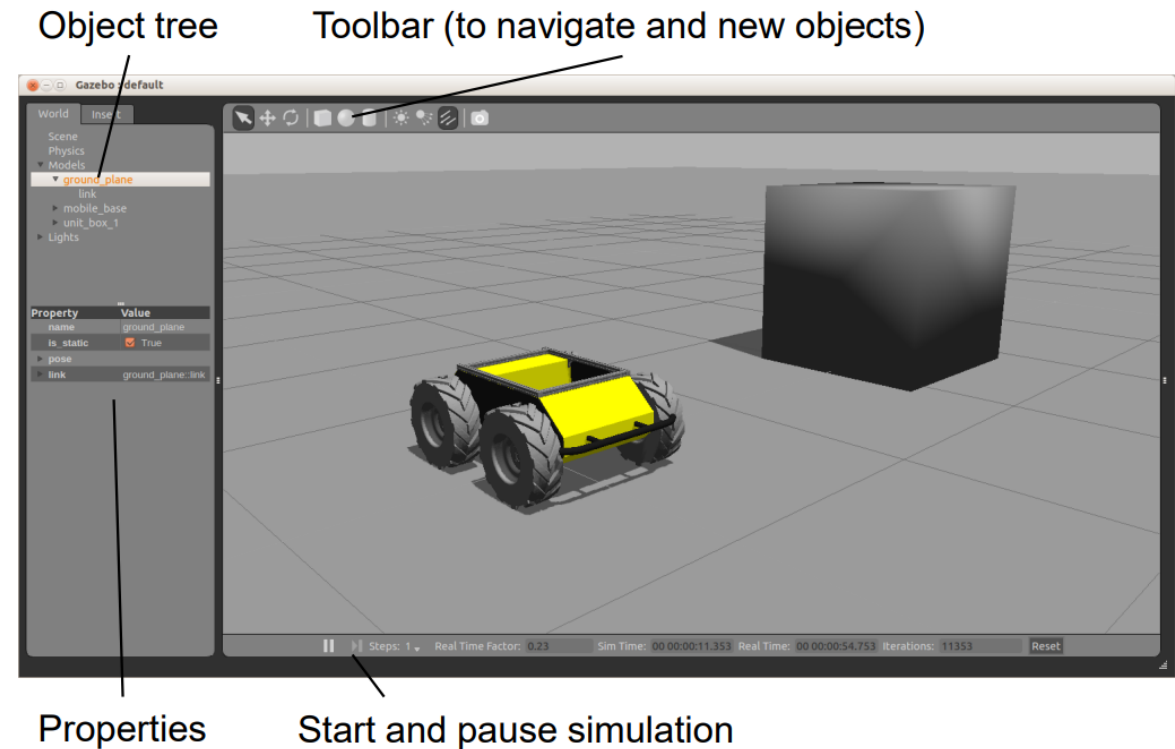 Object tree
Toolbar (to navigate and new objects)
Gazebo : default
World
Insert
Scene
Physics
Models
ground_plane
link
mobile_base
unit_box_1
Lights
Property Value
name ground_plane
is_static True
pose
link ground_plane::link
Steps: 1 Real Time Factor: 0.23 Sim Time: 00 00:00:11.353 Real Time: 00 00:00:54.753 Iterations: 11353 Reset
Properties
Start and pause simulation